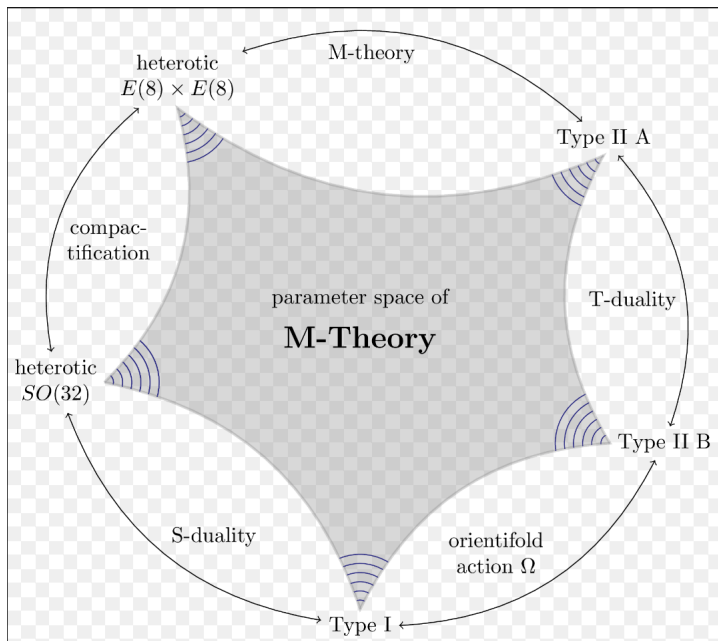 M-theory
heterotic
E(8) × E(8)
Type II A
compac-
tification
parameter space of
M-Theory
T-duality
heterotic
SO(32)
Type II B
S-duality
orientifold
action Ω
Type I